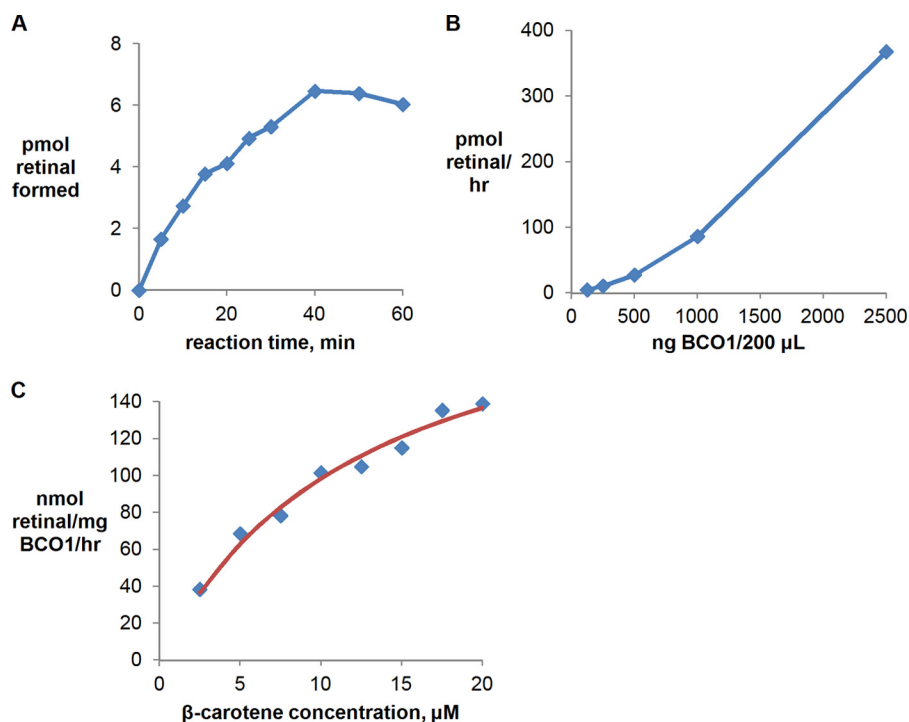 A
8
6
4
2
0
pmol
retinal
formed
0 20 40 60
reaction time, min
B
400
300
200
100
0
pmol
retinal/
hr
0 500 1000 1500 2000 2500
ng BCO1/200 µL
C
140
120
100
80
60
40
20
0
nmol
retinal/mg
BCO1/hr
0 5 10 15 20
β-carotene concentration, µM